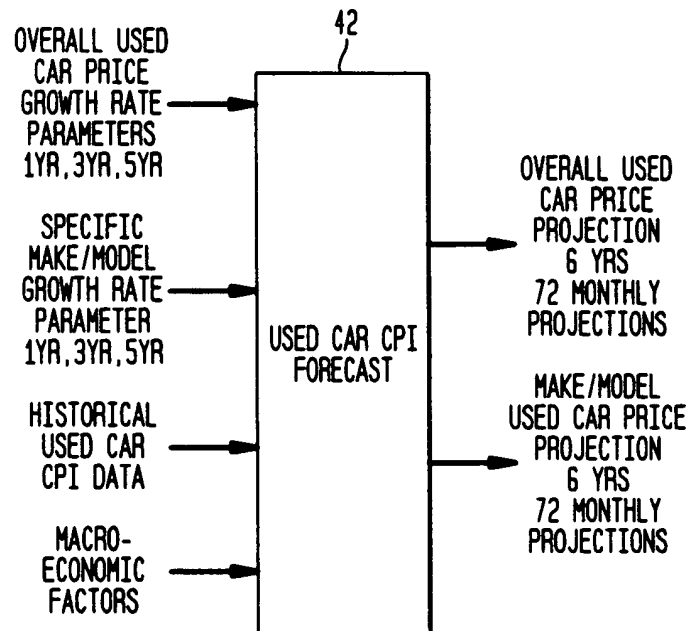 42
OVERALL USED
CAR PRICE
GROWTH RATE
PARAMETERS
1YR,3YR,5YR
SPECIFIC
MAKE/MODEL
GROWTH RATE
PARAMETER
1YR,3YR,5YR
HISTORICAL
USED CAR
CPI DATA
MACRO-
ECONOMIC
FACTORS
USED CAR CPI
FORECAST
OVERALL USED
CAR PRICE
PROJECTION
6 YRS
72 MONTHLY
PROJECTIONS
MAKE/MODEL
USED CAR PRICE
PROJECTION
6 YRS
72 MONTHLY
PROJECTIONS